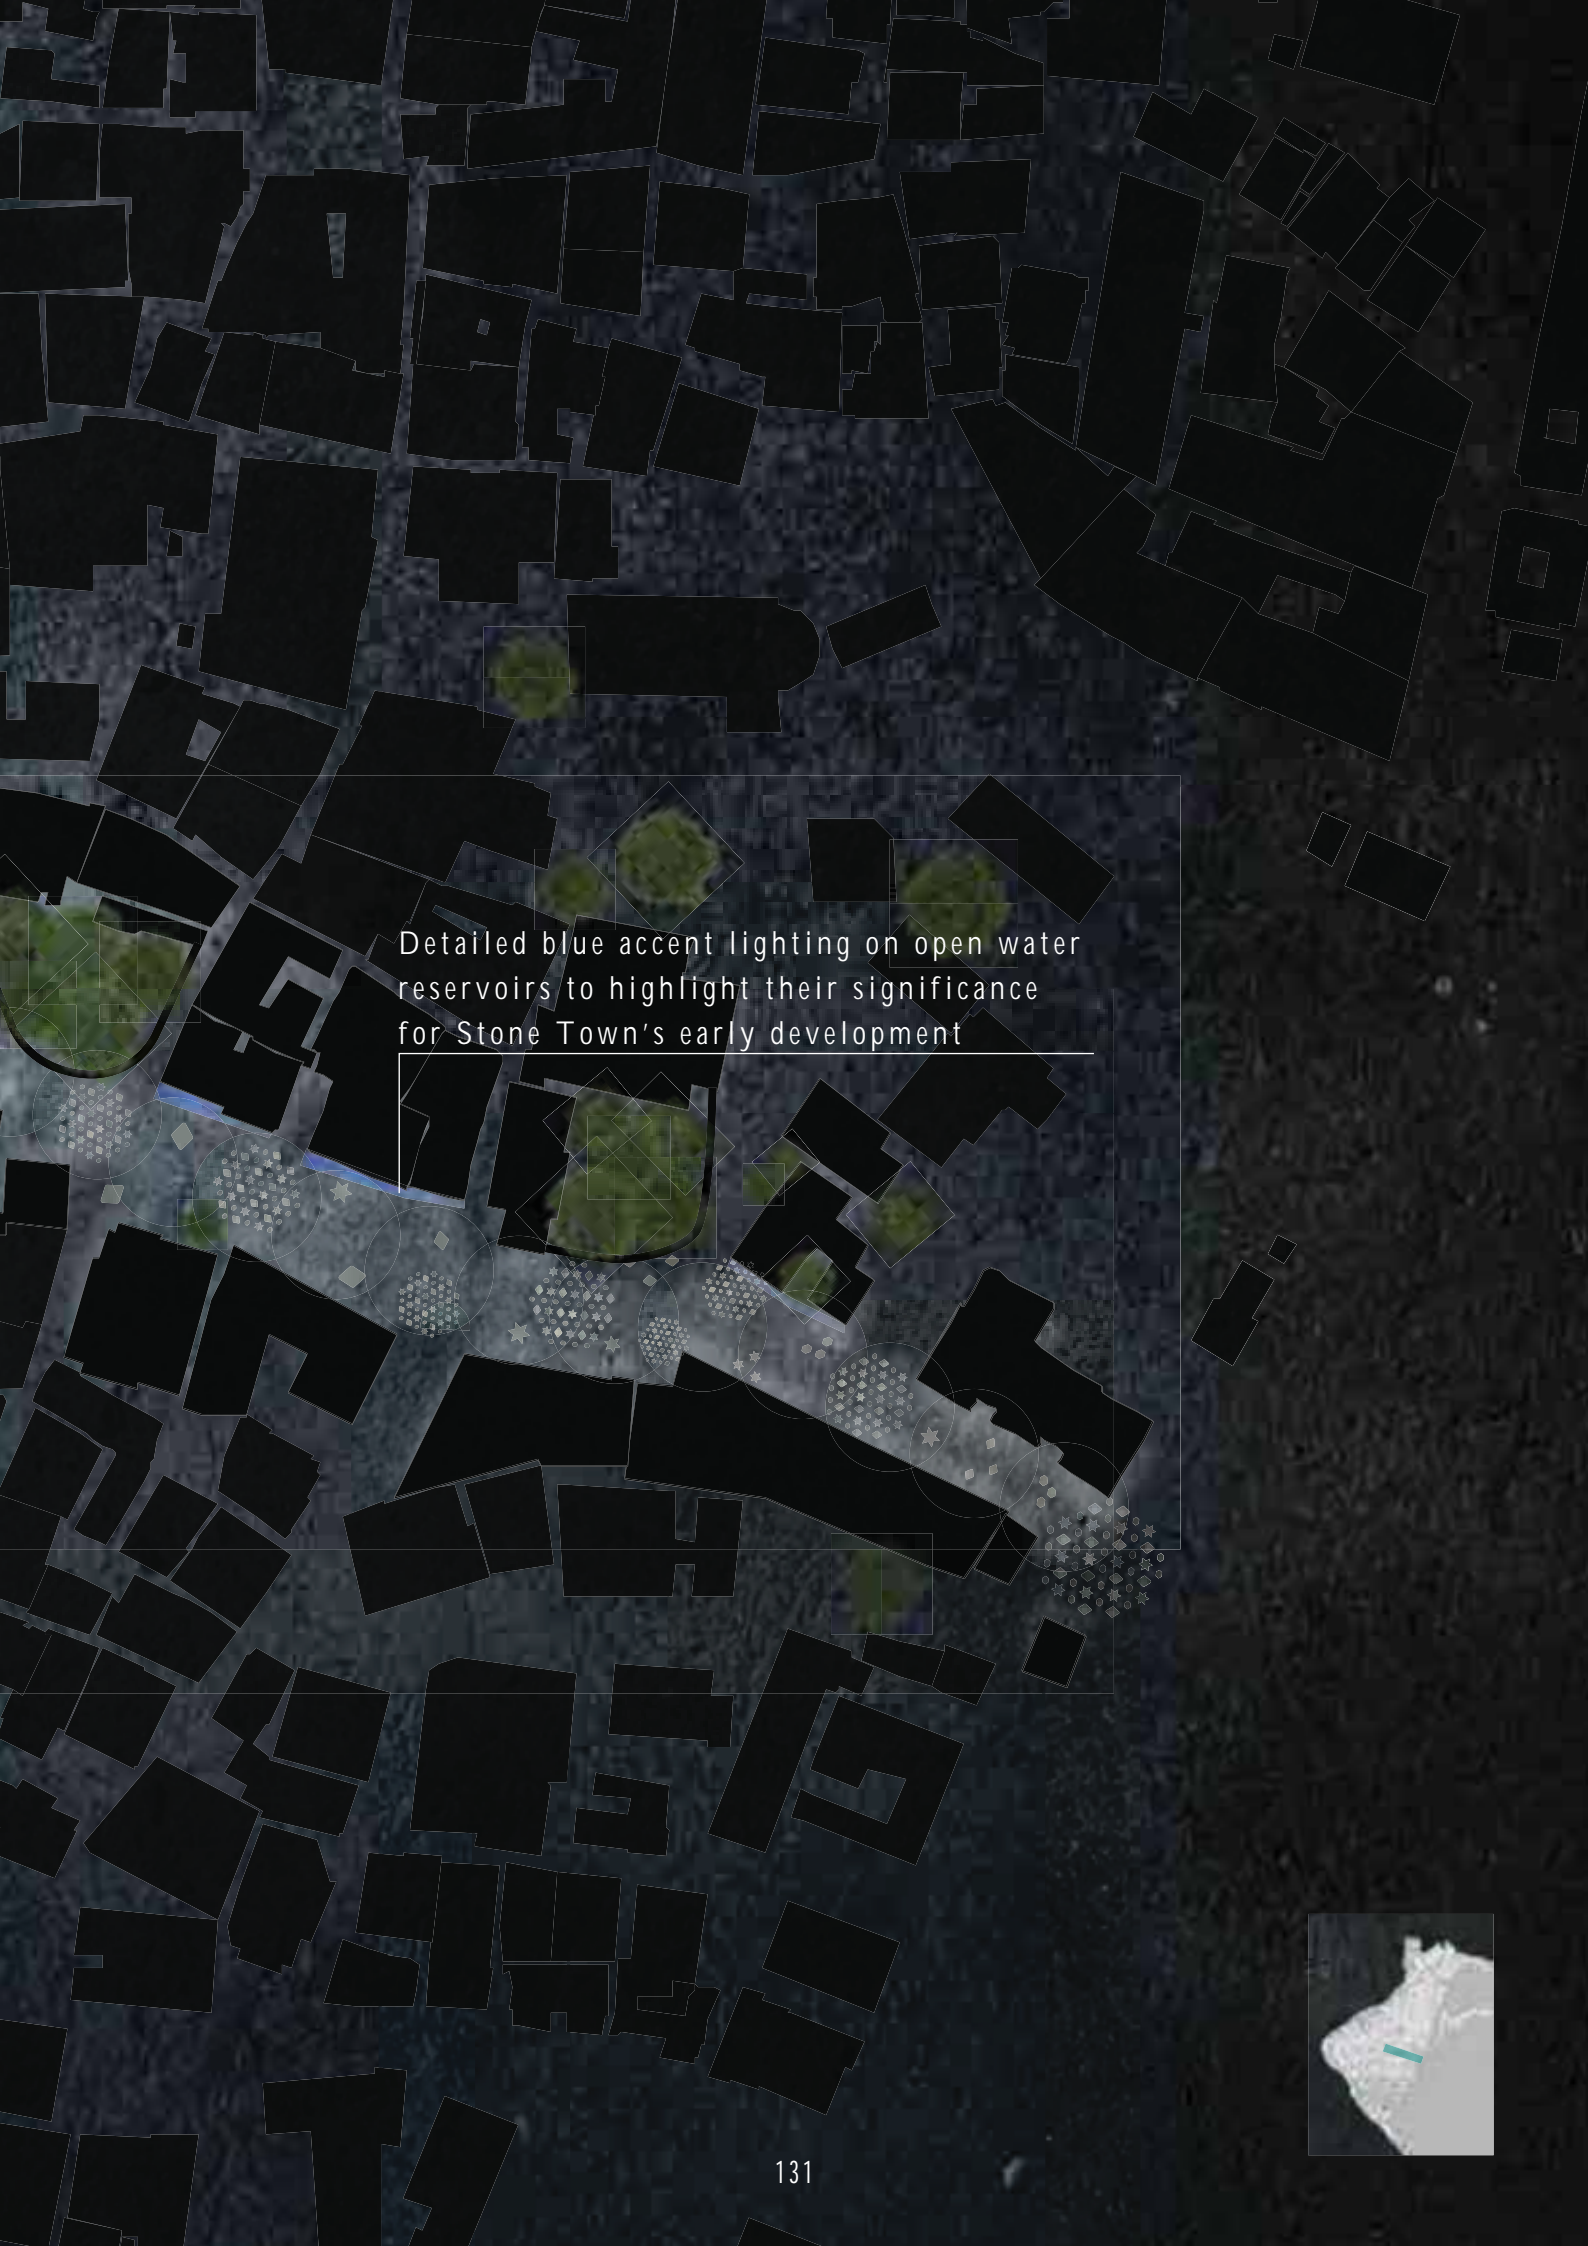 Detailed blue accent lighting on open water
reservoirs to highlight their significance
for Stone Town's early development
131